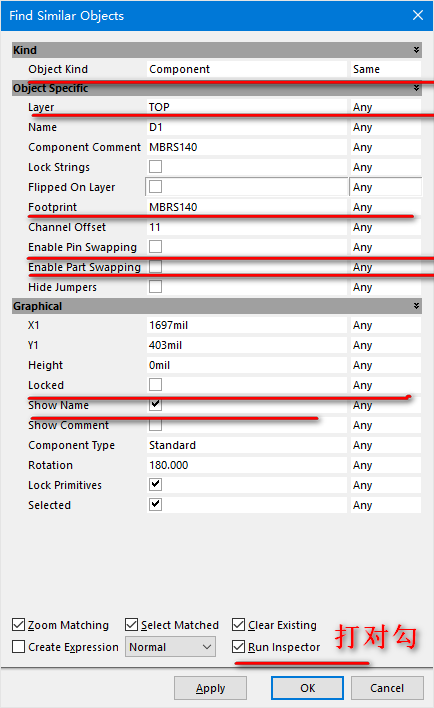 Find Similar Objects
Kind
Object Kind Component Same
Object Specific
Layer TOP Any
Name D1 Any
Component Comment MBRS140 Any
Lock Strings Any
Flipped On Layer Any
Footprint MBRS140 Any
Channel Offset 11 Any
Enable Pin Swapping Any
Enable Part Swapping Any
Hide Jumpers Any
Graphical
X1 1697mil Any
Y1 403mil Any
Height 0mil Any
Locked Any
Show Name Any
Show Comment Any
Component Type Standard Any
Rotation 180.000 Any
Lock Primitives Any
Selected Any
Zoom Matching Select Matched Clear Existing
Create Expression Normal Run Inspector
打对勾
Apply OK Cancel